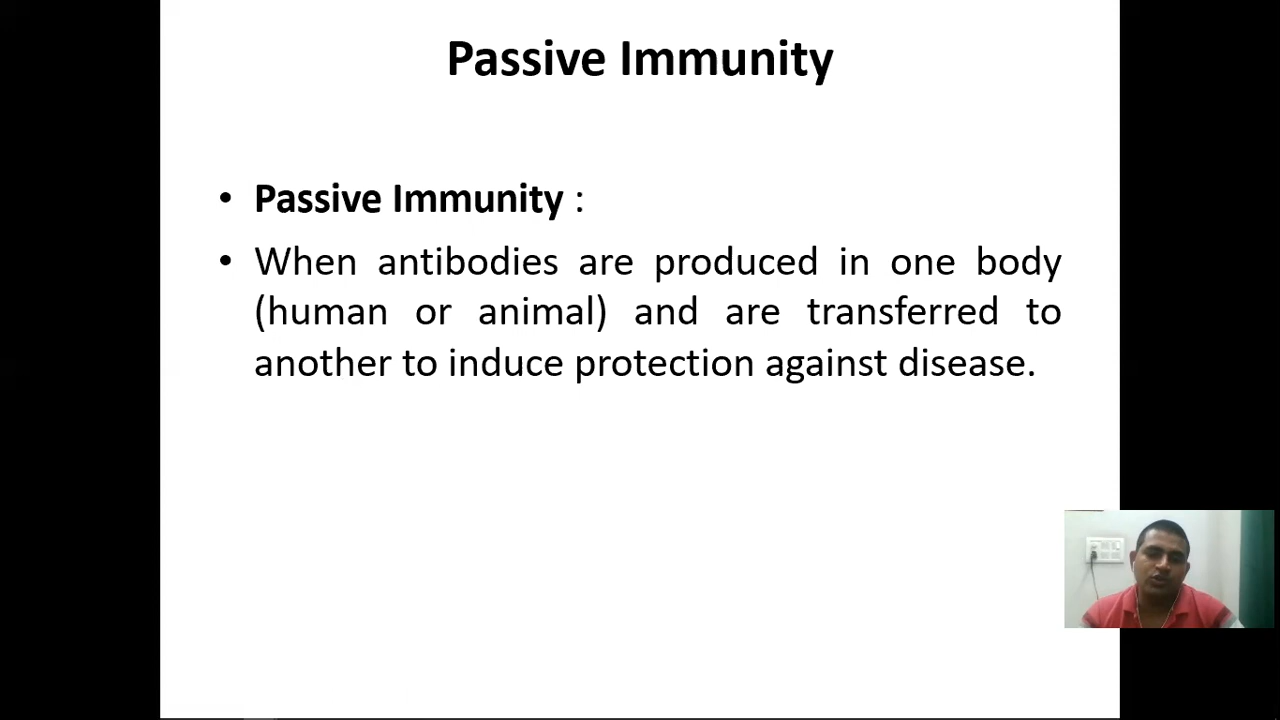 Passive Immunity
• Passive Immunity :
• When antibodies are produced in one body
(human or animal) and are transferred to
another to induce protection against disease.